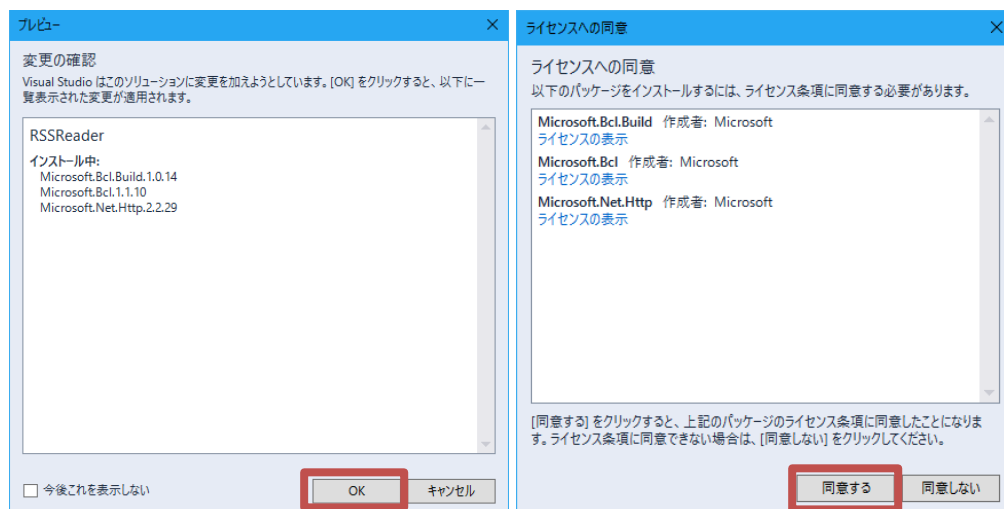 プレビュー
変更の確認
Visual Studio はこのソリューションに変更を加えようとしています。[OK] をクリックすると、以下に一
覧表示された変更が適用されます。
RSSReader
インストール中:
Microsoft.Bcl.Build.1.0.14
Microsoft.Bcl.1.1.10
Microsoft.Net.Http.2.2.29
今後これを表示しない
OK
キャンセル
ライセンスへの同意
ライセンスへの同意
以下のパッケージをインストールするには、ライセンス条項に同意する必要があります。
Microsoft.Bcl.Build 作成者: Microsoft
ライセンスの表示
Microsoft.Bcl 作成者: Microsoft
ライセンスの表示
Microsoft.Net.Http 作成者: Microsoft
ライセンスの表示
[同意する] をクリックすると、上記のパッケージのライセンス条項に同意したことになりま
す。ライセンス条項に同意できない場合は、[同意しない] をクリックしてください。
同意する
同意しない